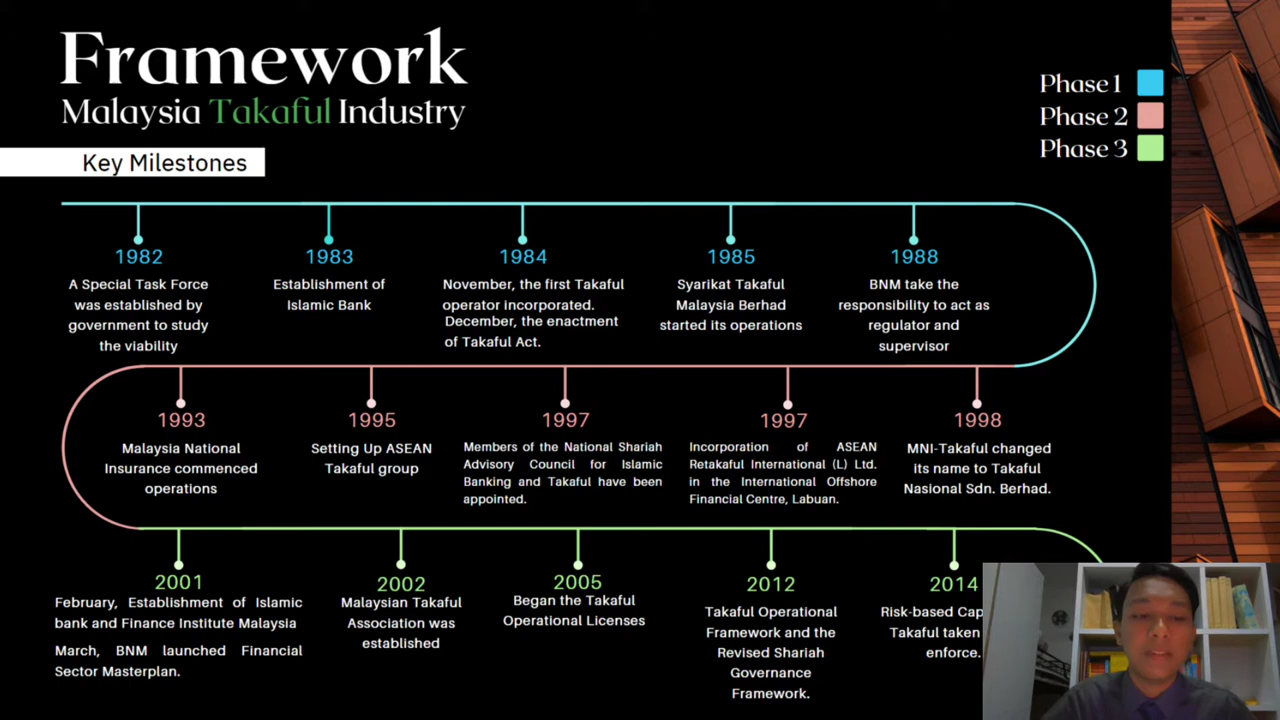 Framework
Malaysia Takaful Industry
Key Milestones
Phase 1
Phase 2
Phase 3
1982
A Special Task Force
was established by
government to study
the viability
1983
Establishment of
Islamic Bank
1984
November, the first Takaful
operator incorporated.
December, the enactment
of Takaful Act.
1985
Syarikat Takaful
Malaysia Berhad
started its operations
1988
BNM take the
responsibility to act as
regulator and
supervisor
1993
Malaysia National
Insurance commenced
operations
1995
Setting Up ASEAN
Takaful group
1997
Members of the National Shariah
Advisory Council for Islamic
Banking and Takaful have been
appointed.
1997
Incorporation of ASEAN
Retakaful International (L) Ltd.
in the International Offshore
Financial Centre, Labuan.
1998
MNI-Takaful changed
its name to Takaful
Nasional Sdn. Berhad.
2001
February, Establishment of Islamic
bank and Finance Institute Malaysia
March, BNM launched Financial
Sector Masterplan.
2002
Malaysian Takaful
Association was
established
2005
Began the Takaful
Operational Licenses
2012
Takaful Operational
Framework and the
Revised Shariah
Governance
Framework.
2014
Risk-based Cap
Takaful taken
enforce.